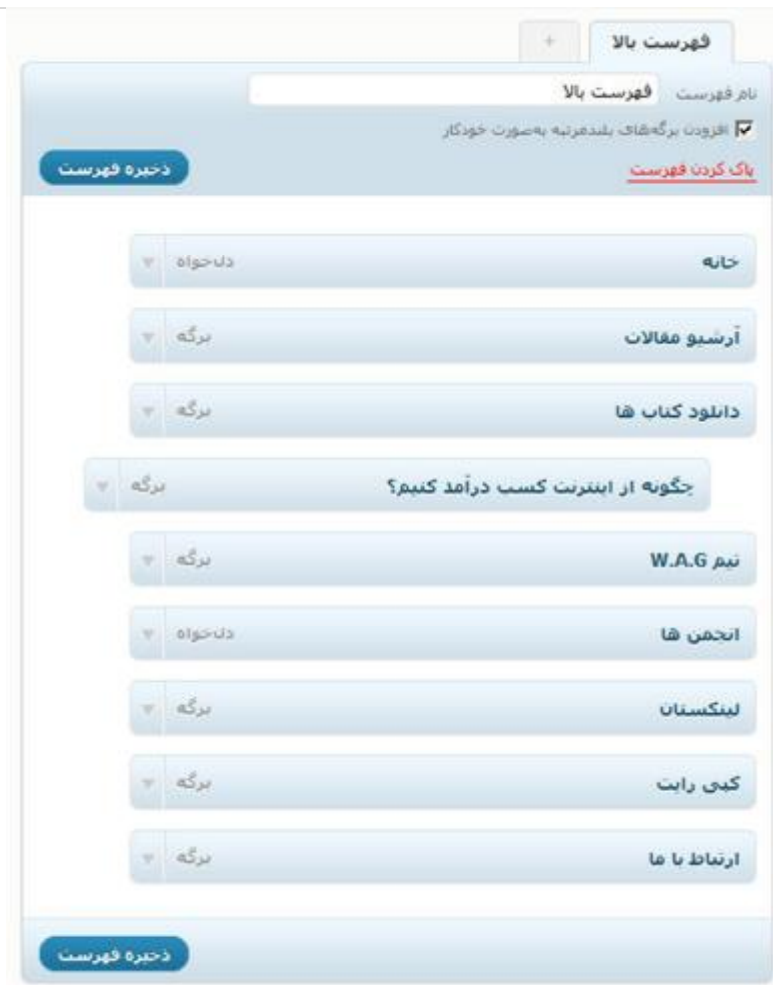 فهرست بالا +
نام فهرست فهرست بالا
افزودن برگه‌های بلندمرتبه به‌صورت خودکار
پاک کردن فهرست ذخیره فهرست
خانه دلخواه
آرشیو مقالات برگه
دانلود کتاب ها برگه
چگونه از اینترنت کسب درآمد کنیم؟ برگه
تیم W.A.G برگه
انجمن ها دلخواه
لینکستان برگه
کپی رایت برگه
ارتباط با ما برگه
ذخیره فهرست